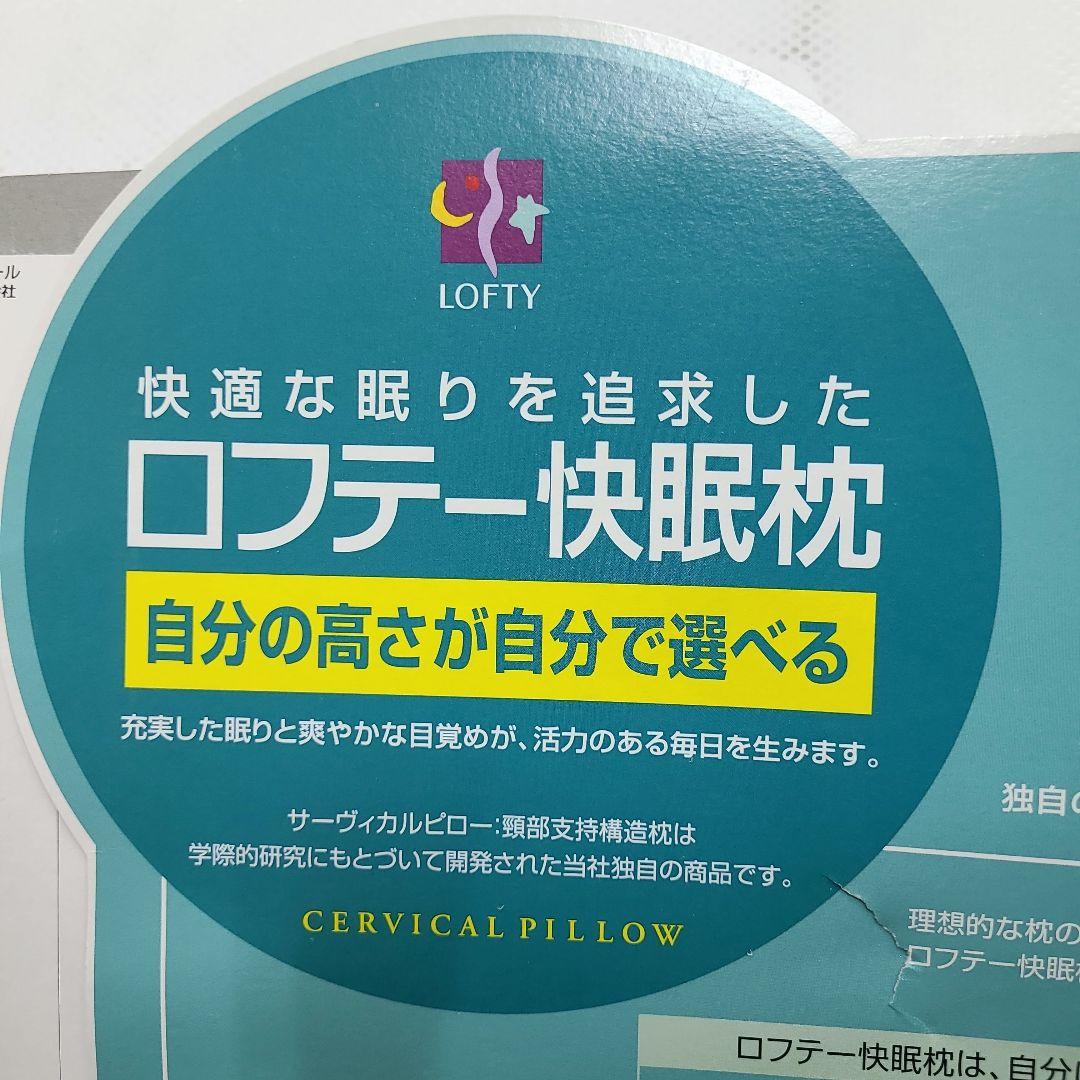 LOFTY
快適な眠りを追求した
ロフテー快眠枕
自分の高さが自分で選べる
充実した眠りと爽やかな目覚めが、活力のある毎日を生みます。
サーヴィカルピロー:頸部支持構造枕は
学際的研究にもとづいて開発された当社独自の商品です。
CERVICAL PILLOW
ール
社
独自の
理想的な枕の
ロフテー快眠
ロフテー快眠枕は、自分